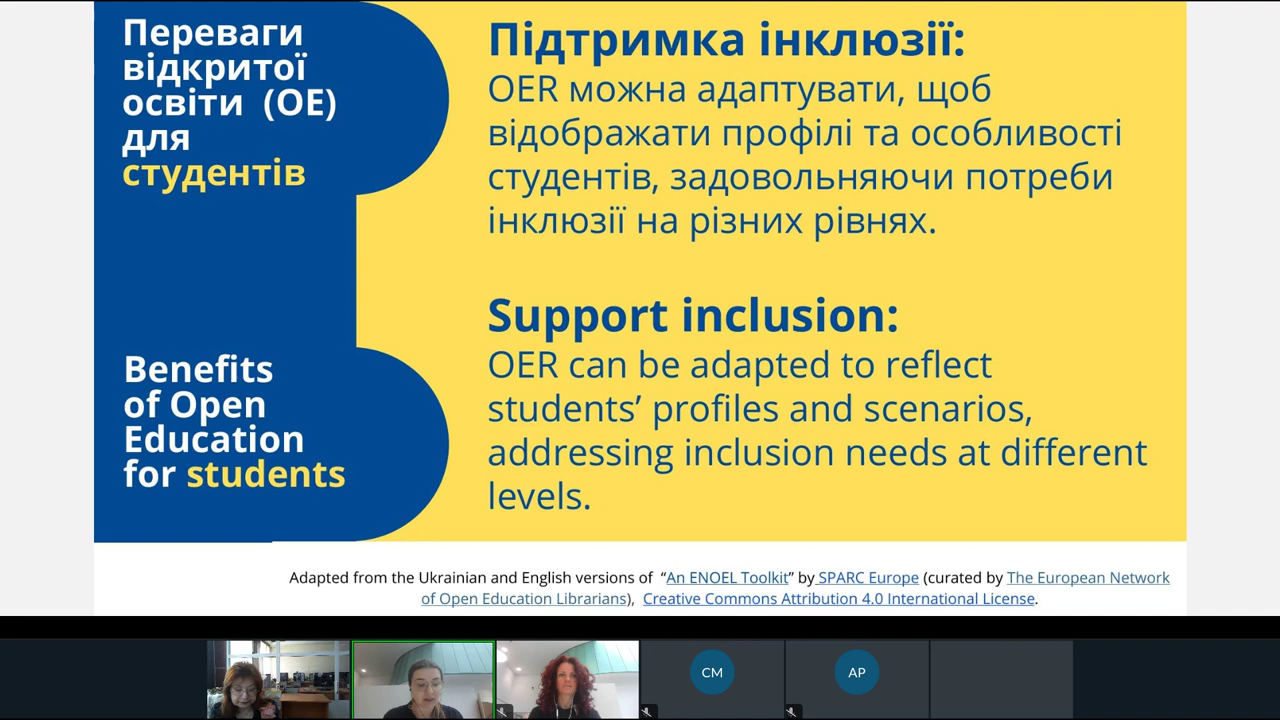 Переваги
відкритої
освіти (ОЕ)
для
студентів
Підтримка інклюзії:
OER можна адаптувати, щоб
відображати профілі та особливості
студентів, задовольняючи потреби
інклюзії на різних рівнях.
Benefits
of Open
Education
for students
Support inclusion:
OER can be adapted to reflect
students’ profiles and scenarios,
addressing inclusion needs at different
levels.
Adapted from the Ukrainian and English versions of “An ENOEL Toolkit” by SPARC Europe (curated by The European Network
of Open Education Librarians), Creative Commons Attribution 4.0 International License.
CM
AP